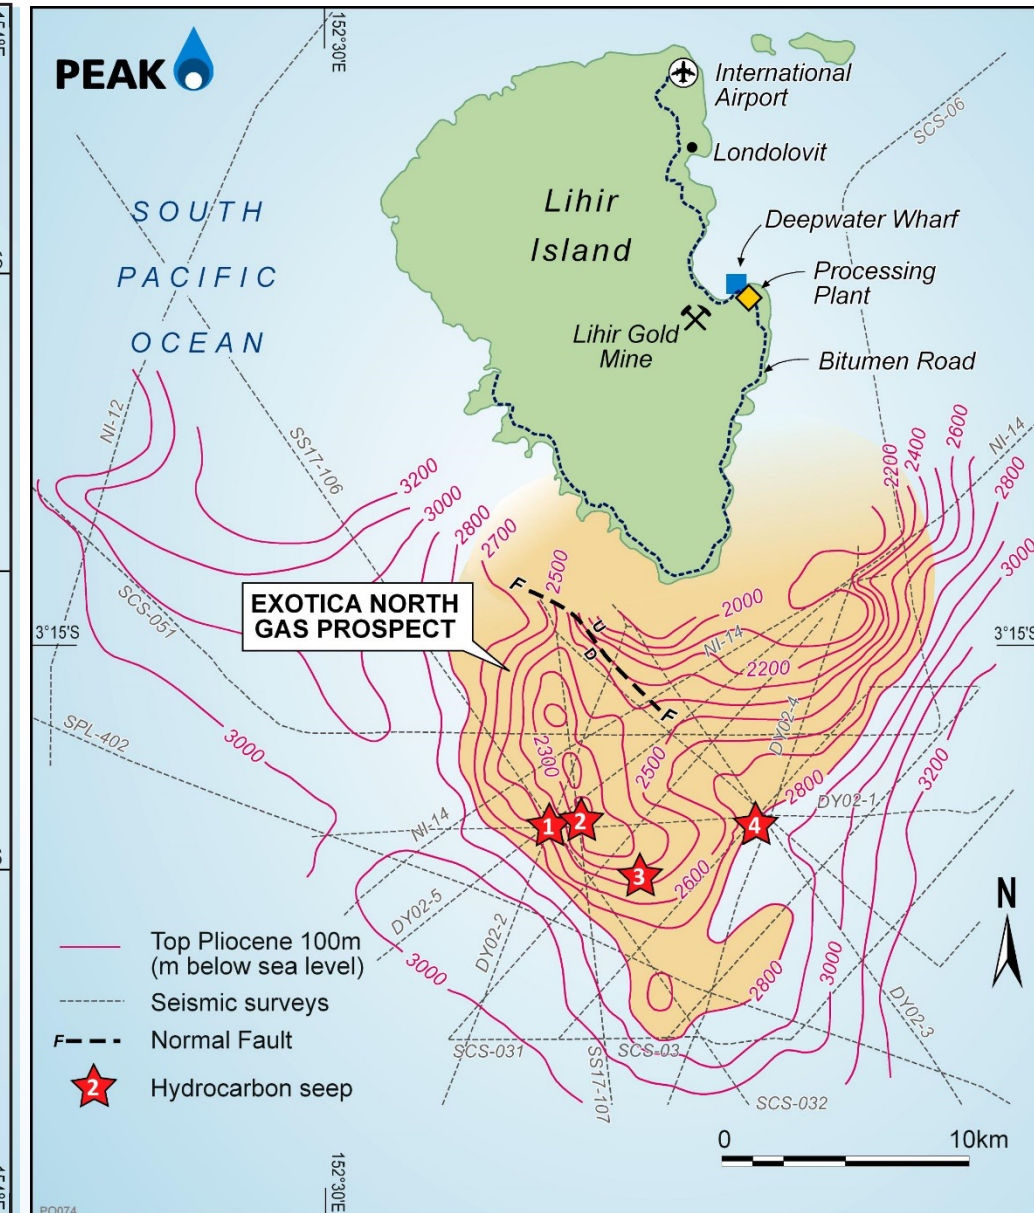 154°E
152°30'E
PEAK
International
Airport
SCS-06
Londolovit
SOUTH
PACIFIC
OCEAN
Lihir
Island
Deepwater Wharf
Processing
Plant
Lihir Gold
Mine
Bitumen Road
NI-12
SS17-106
3200
3000
2800
2700
2500
2200
2400
2600
NI-14
2800
3000
SCS-051
EXOTICA NORTH
GAS PROSPECT
F
U
D
F
2000
NI-14
2200
3°15'S
3°15'S
SPL-402
3000
2300
2500
DY02-4
3200
2800
DY02-1
NI-14
1
2
3
4
2600
DY02-5
DY02-2
3000
2800
3000
DY02-3
N
Top Pliocene 100m
(m below sea level)
Seismic surveys
F
Normal Fault
2
Hydrocarbon seep
SCS-031
SCS-03
SS17-107
SCS-032
0
10km
152°30'E
154°E
PO074